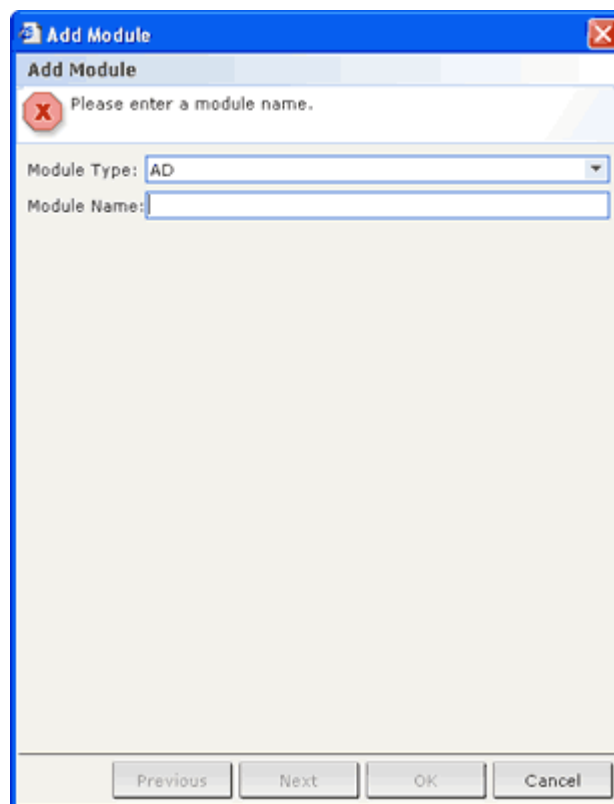 Add Module
Add Module
Please enter a module name.
Module Type: AD
Module Name:
Previous Next OK Cancel